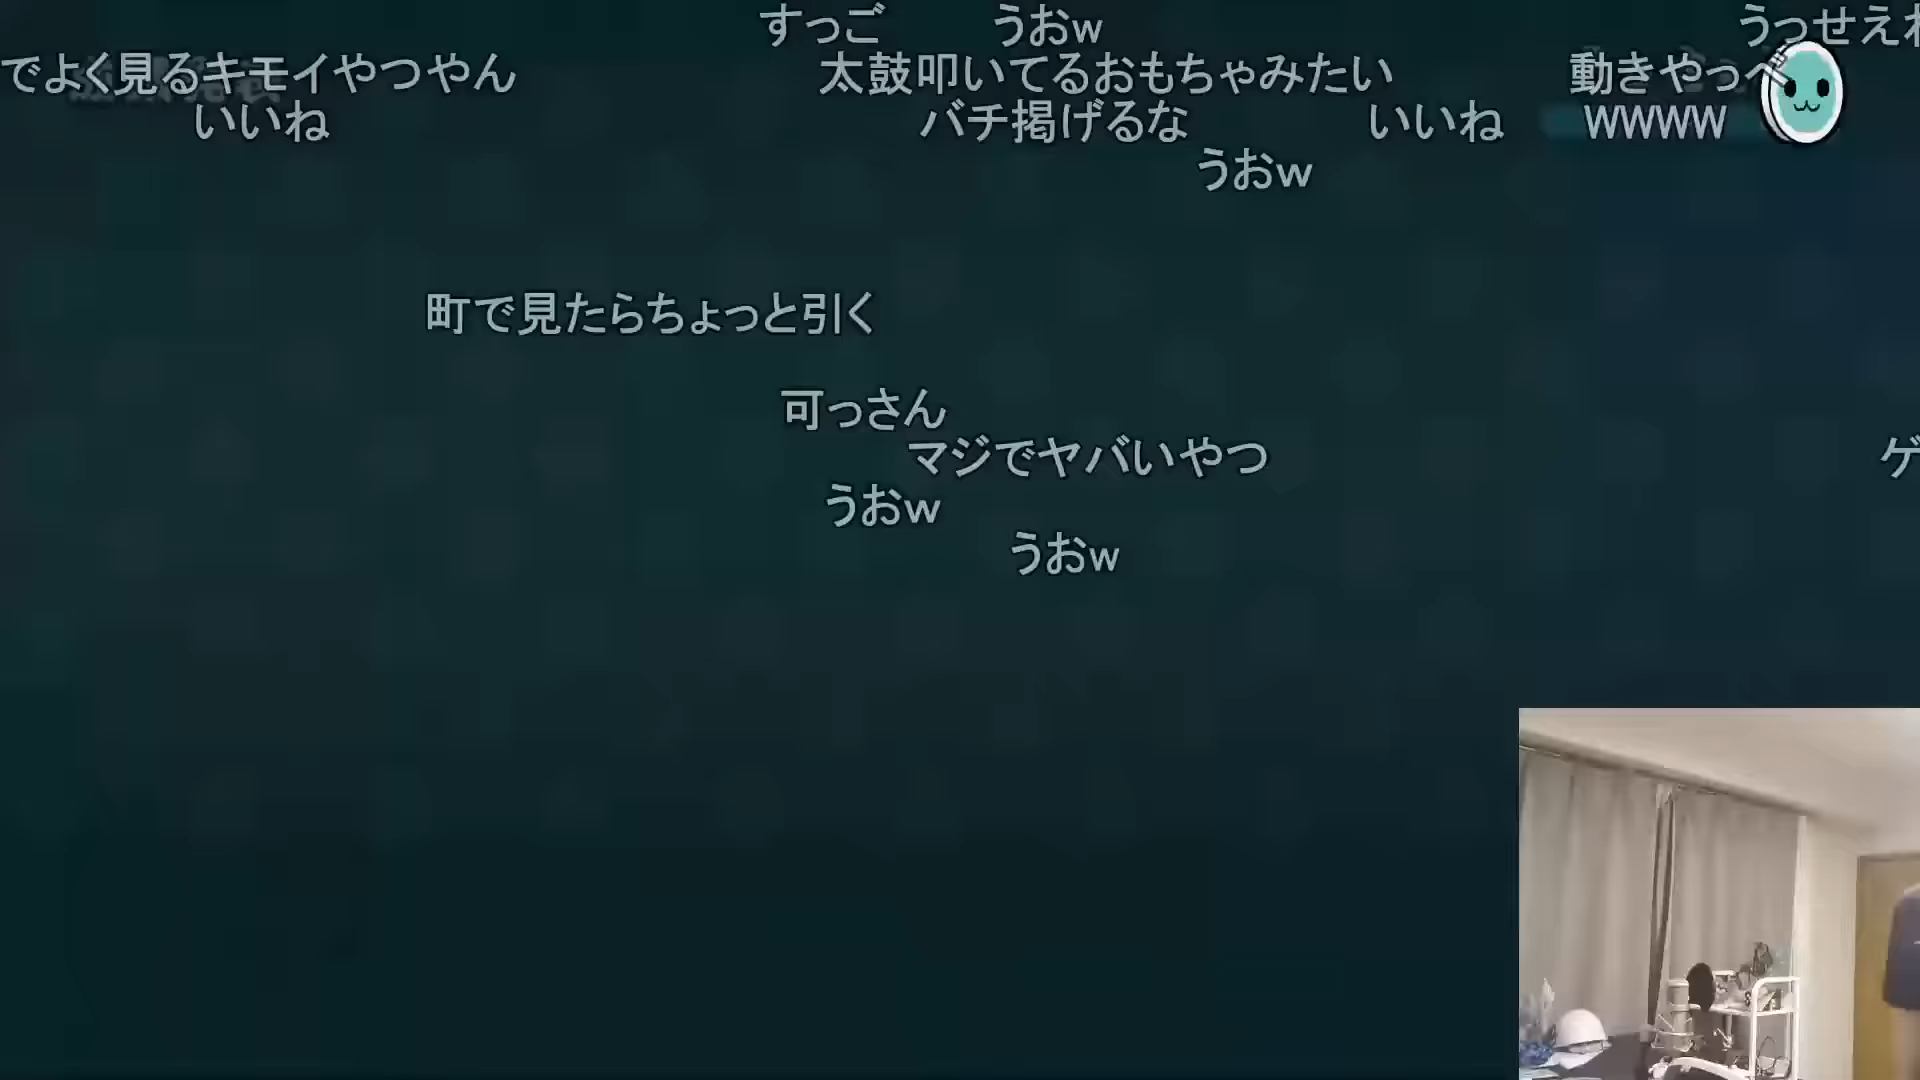 すっご
うおw
うっせえ
でよく見るキモイやつやん
太鼓叩いてるおもちゃみたい
動きやっべ
いいね
バチ掲げるな
いいね
wwww
うおw
町で見たらちょっと引く
可っさん
マジでヤバいやつ
ゲ
うおw
うおw